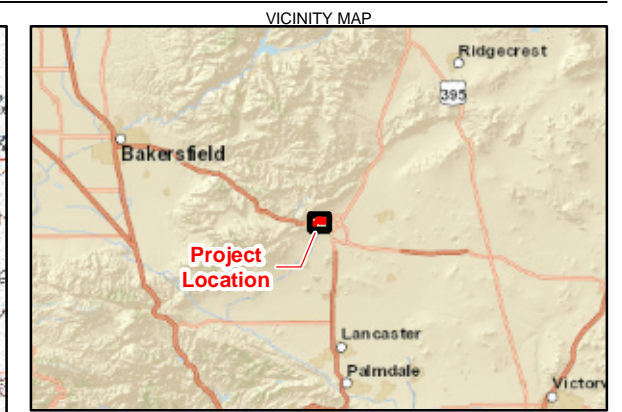 VICINITY MAP
Ridgecrest
395
Bakersfield
Project
Location
Lancaster
Palmdale
Victorv